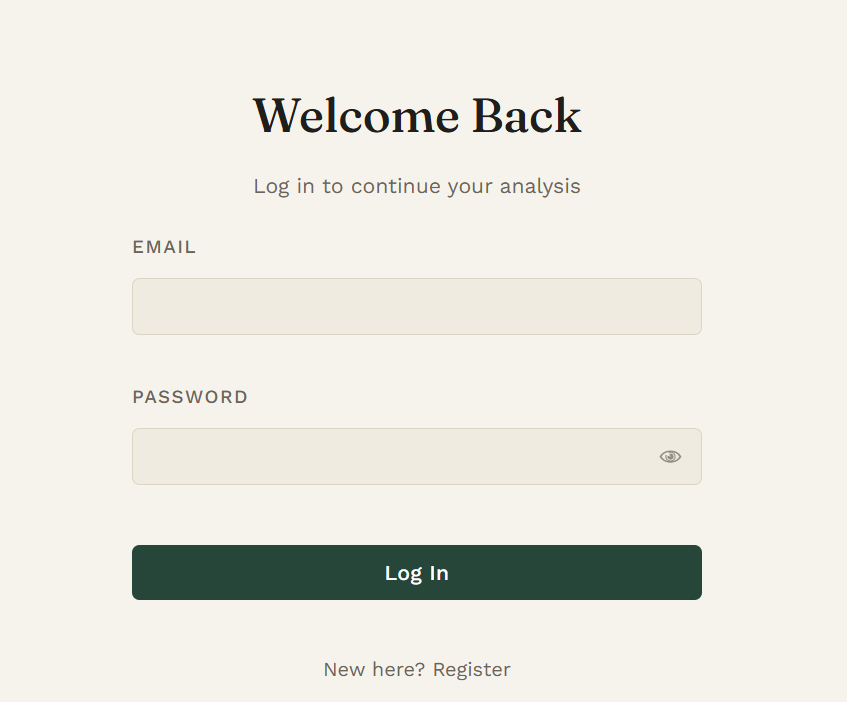 Welcome Back
Log in to continue your analysis
EMAIL
PASSWORD
Log In
New here? Register